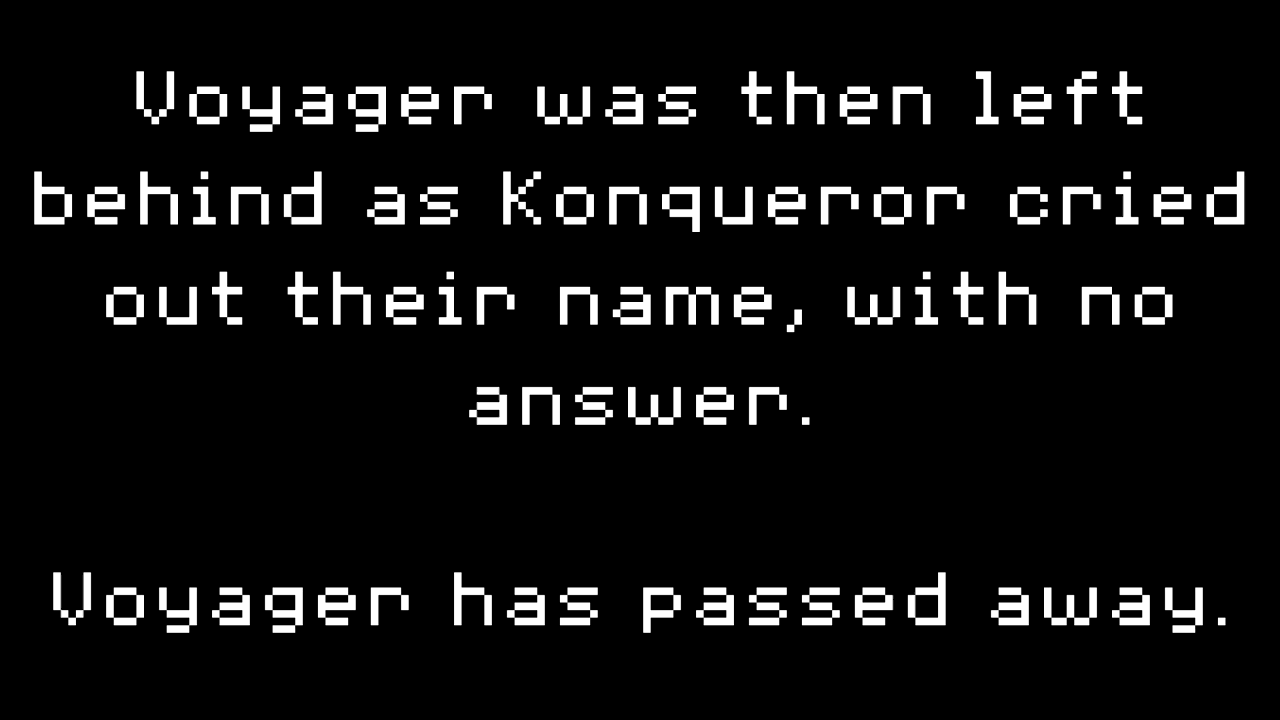 Voyager was then left
behind as Konqueror cried
out their name, with no
answer.
Voyager has passed away.